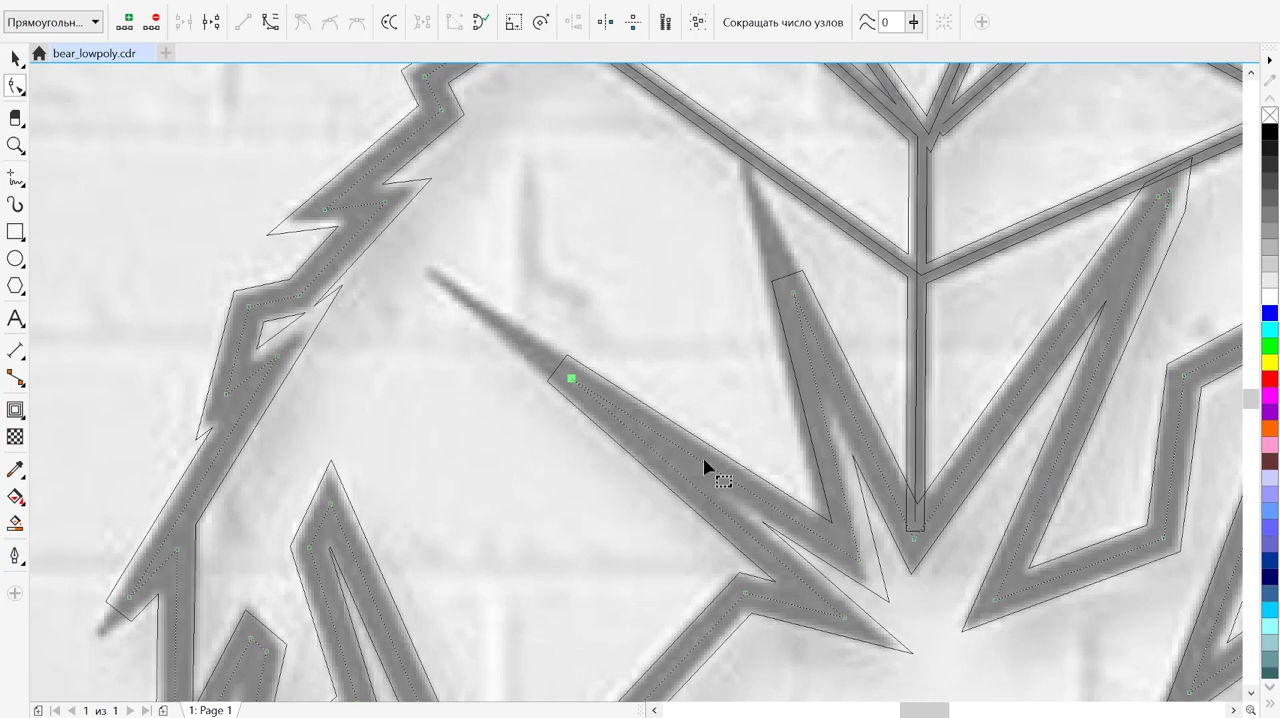 Прямоугольн...
Сокращать число узлов
0
bear_lowpoly.cdr
1 из 1
1: Page 1